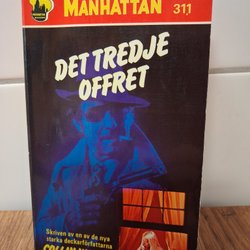 MANHATTAN 311
DET TREDJE
OFFRET
Skriven av en av de nya
starka deckarförfattarna